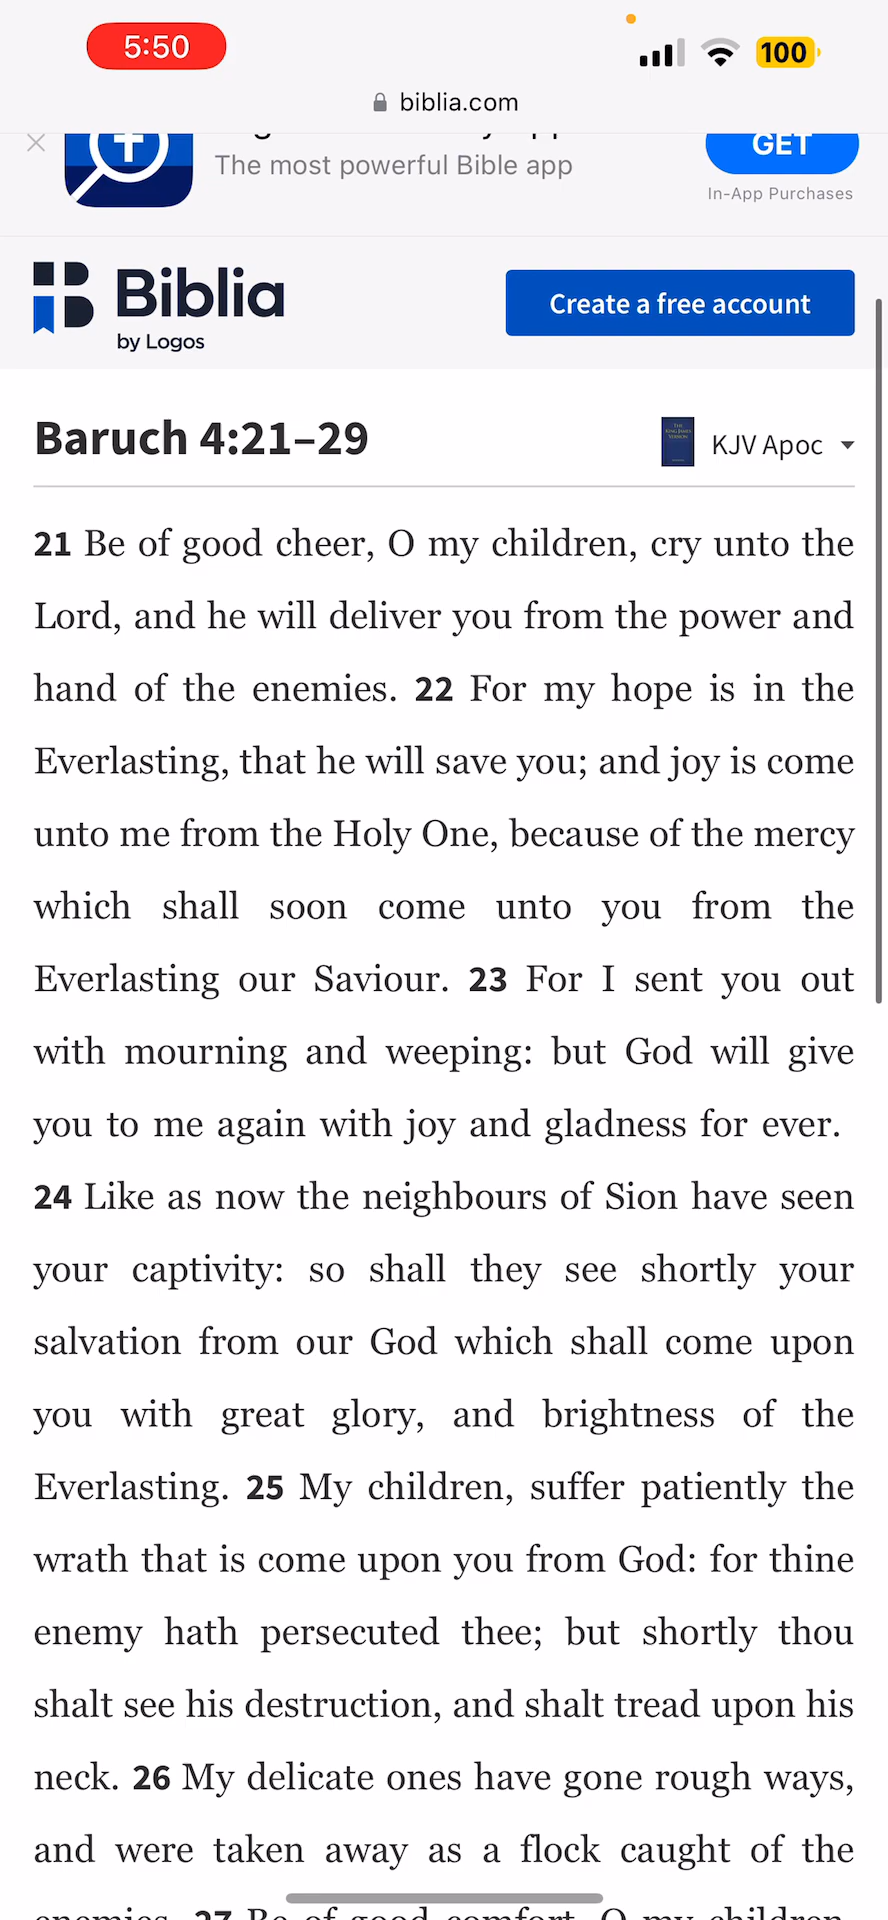 5:50
100
biblia.com
The most powerful Bible app
GET
In-App Purchases
Biblia
by Logos
Create a free account
Baruch 4:21–29
KJV Apoc
21 Be of good cheer, O my children, cry unto the
Lord, and he will deliver you from the power and
hand of the enemies. 22 For my hope is in the
Everlasting, that he will save you; and joy is come
unto me from the Holy One, because of the mercy
which shall soon come unto you from the
Everlasting our Saviour. 23 For I sent you out
with mourning and weeping: but God will give
you to me again with joy and gladness for ever.
24 Like as now the neighbours of Sion have seen
your captivity: so shall they see shortly your
salvation from our God which shall come upon
you with great glory, and brightness of the
Everlasting. 25 My children, suffer patiently the
wrath that is come upon you from God: for thine
enemy hath persecuted thee; but shortly thou
shalt see his destruction, and shalt tread upon his
neck. 26 My delicate ones have gone rough ways,
and were taken away as a flock caught of the
enemies. 27 Be of good comfort, O my children,